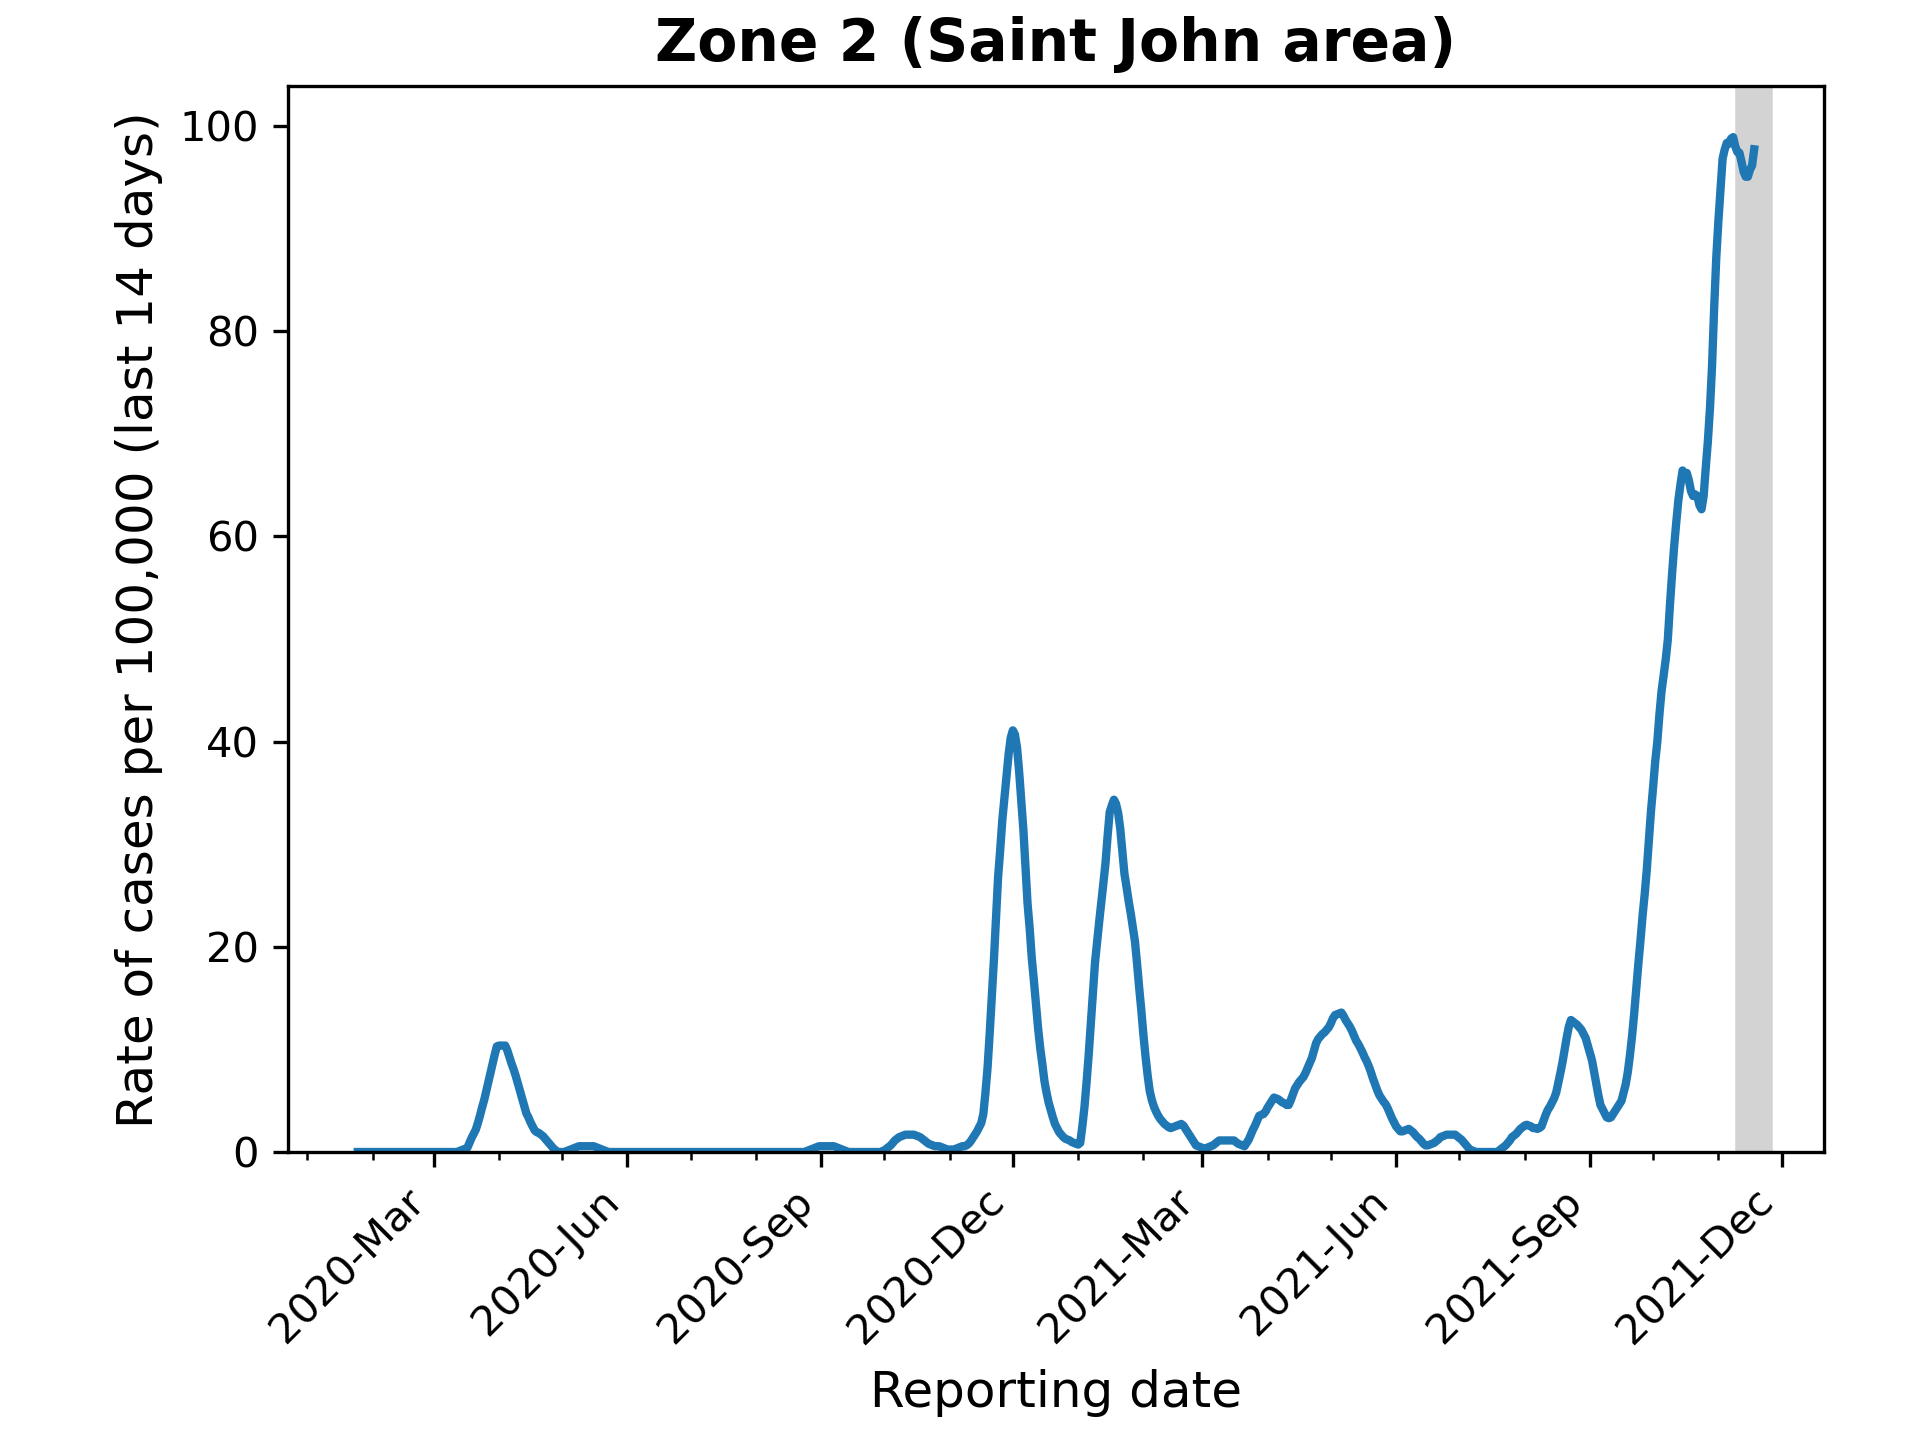 Zone 2 (Saint John area)
Rate of cases per 100,000 (last 14 days)
100
80
60
40
20
0
2020-Mar
2020-Jun
2020-Sep
2020-Dec
2021-Mar
2021-Jun
2021-Sep
2021-Dec
Reporting date